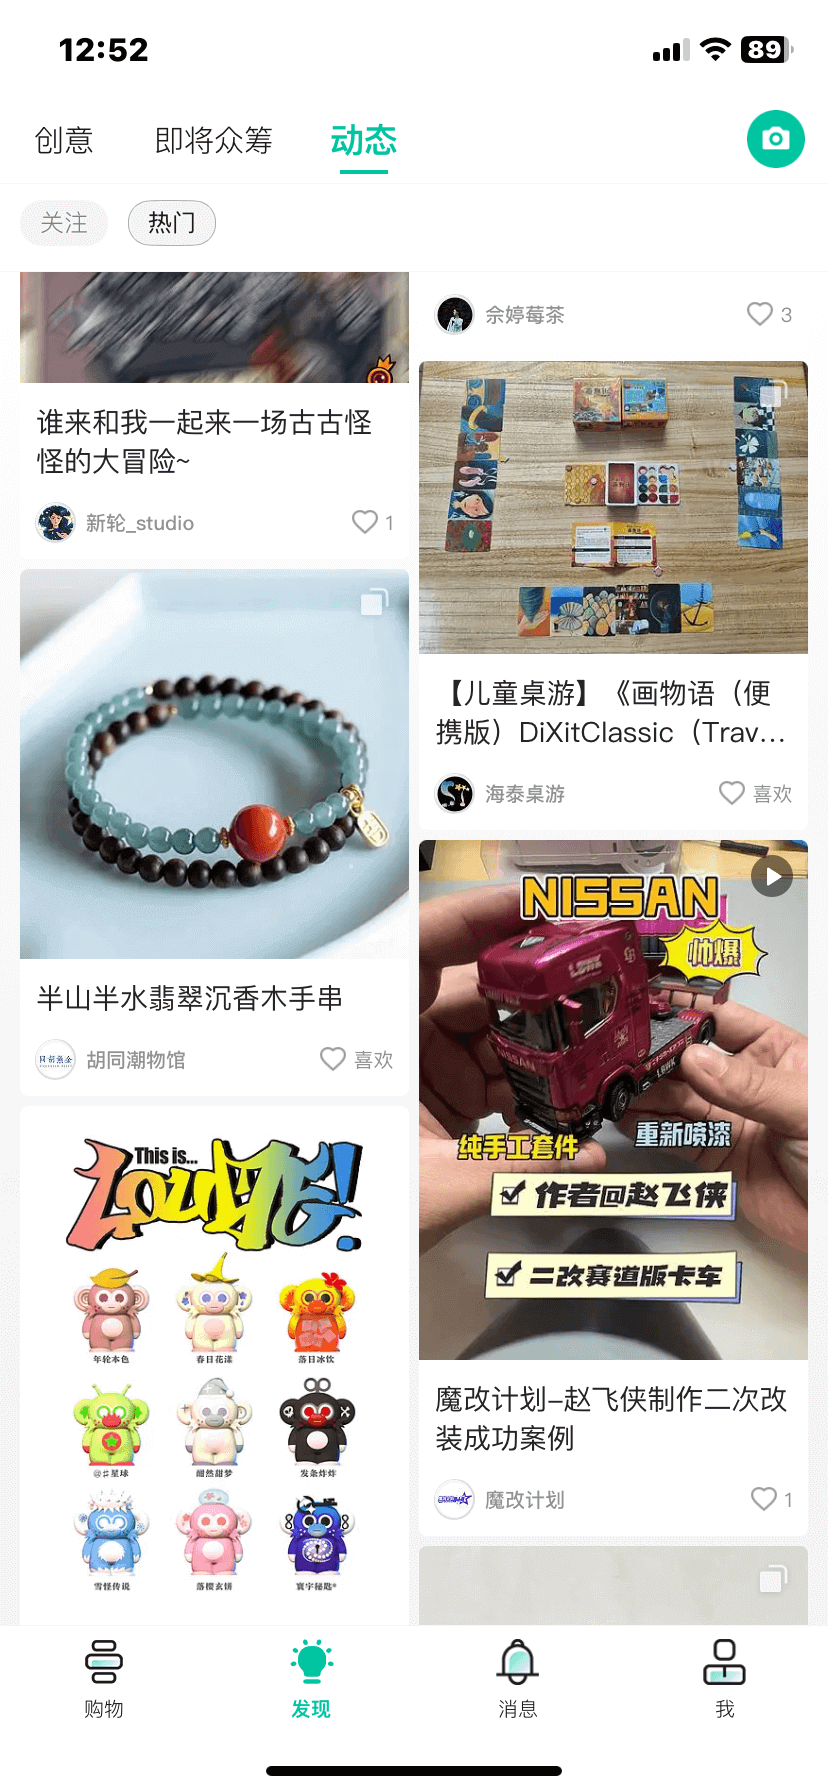 12:52
89
创意
即将众筹
动态
关注
热门
谁来和我一起来一场古古怪
怪的大冒险~
新轮_studio
1
半山半水翡翠沉香木手串
胡同潮物馆
喜欢
This is...
年轮本色
春日花漾
落日冰饮
@♯星球
酣然甜梦
发条炸炸
雪怪传说
落樱玄饼
寰宇秘匙*
佘婷莓茶
3
【儿童桌游】《画物语（便
携版）DiXitClassic（Trav...
海泰桌游
喜欢
NISSAN
帅爆
NISSAN
LBWK
纯手工套件
重新喷漆
作者@赵飞侠
二改赛道版卡车
魔改计划-赵飞侠制作二次改
装成功案例
魔改计划
1
购物
发现
消息
我